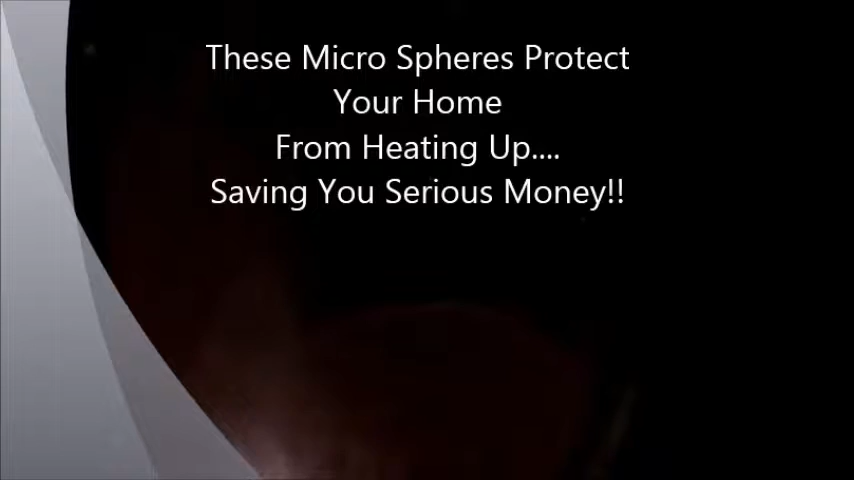 These Micro Spheres Protect
Your Home
From Heating Up....
Saving You Serious Money!!